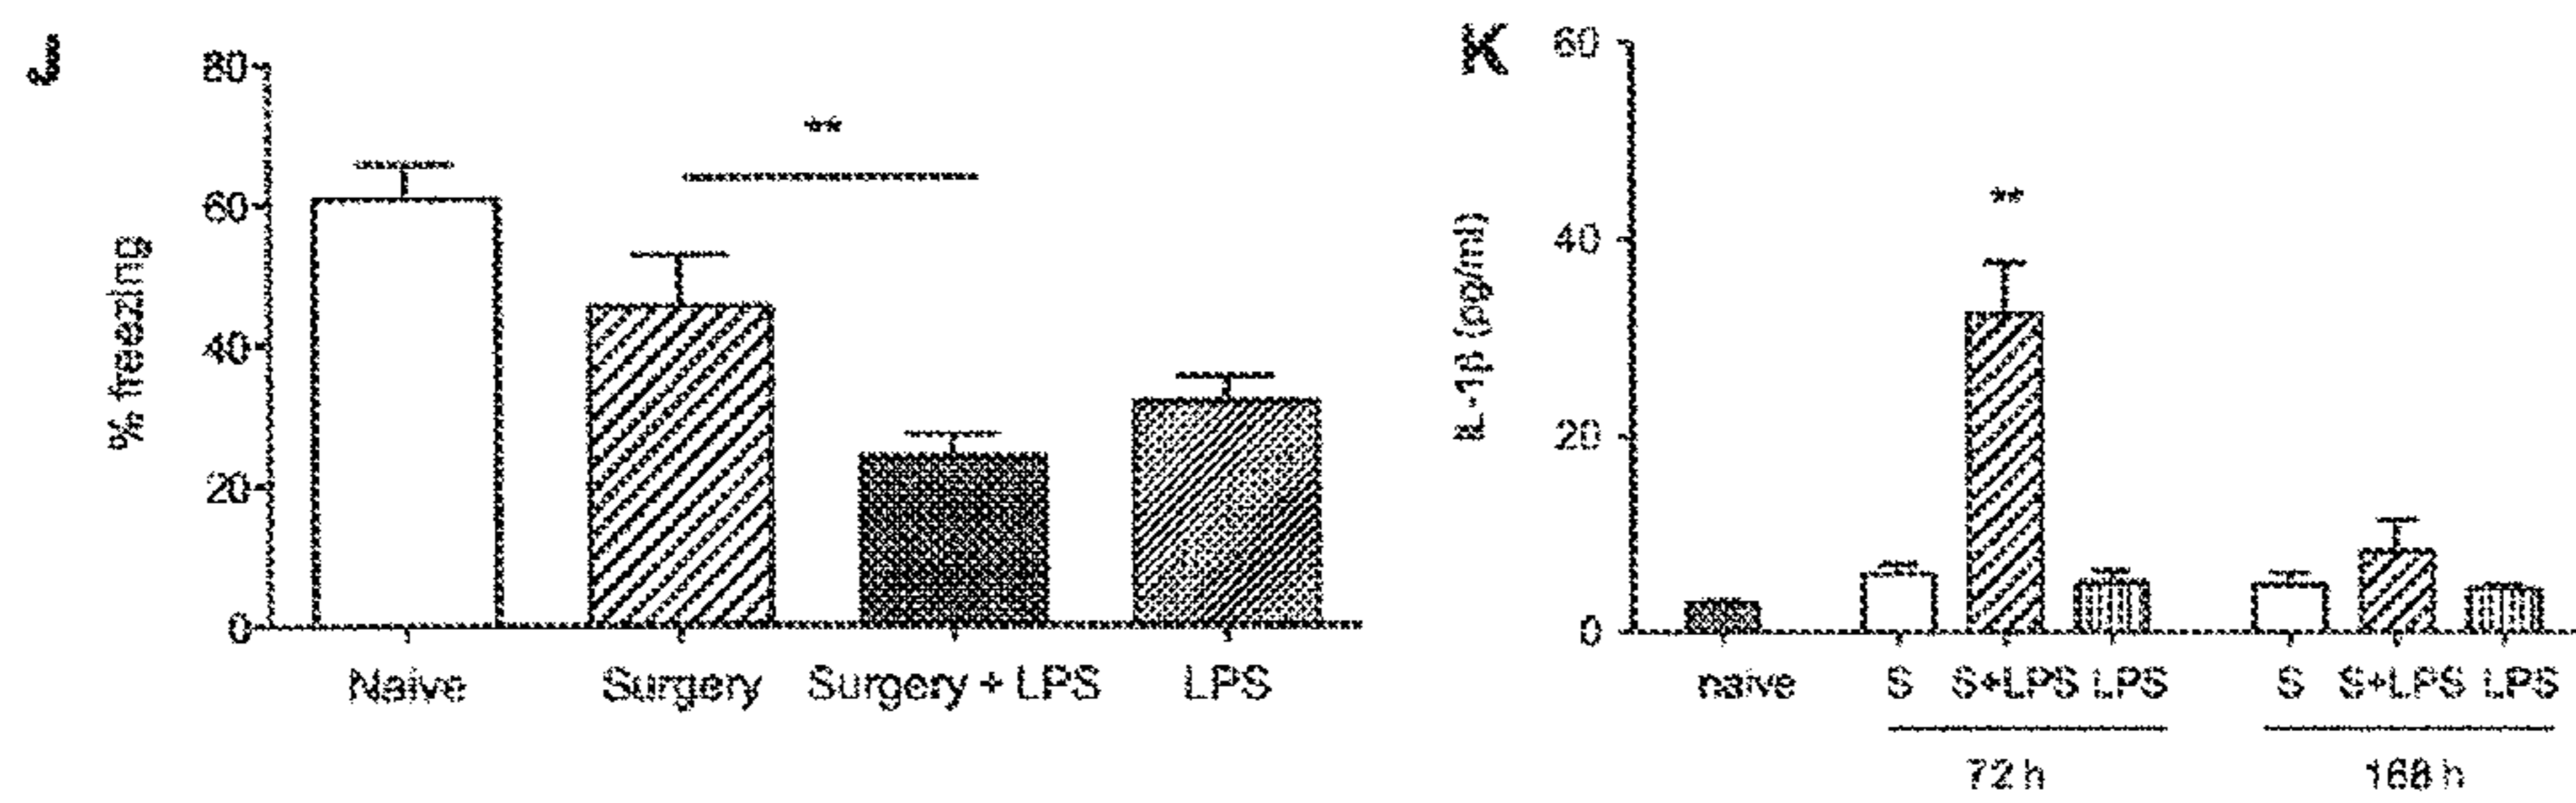 J
80
60
40
20
0
% freezing
**
Naive
Surgery
Surgery + LPS
LPS
K
60
40
20
0
IL-1β (pg/ml)
**
naive
S
S+LPS
LPS
S
S+LPS
LPS
72 h
168 h